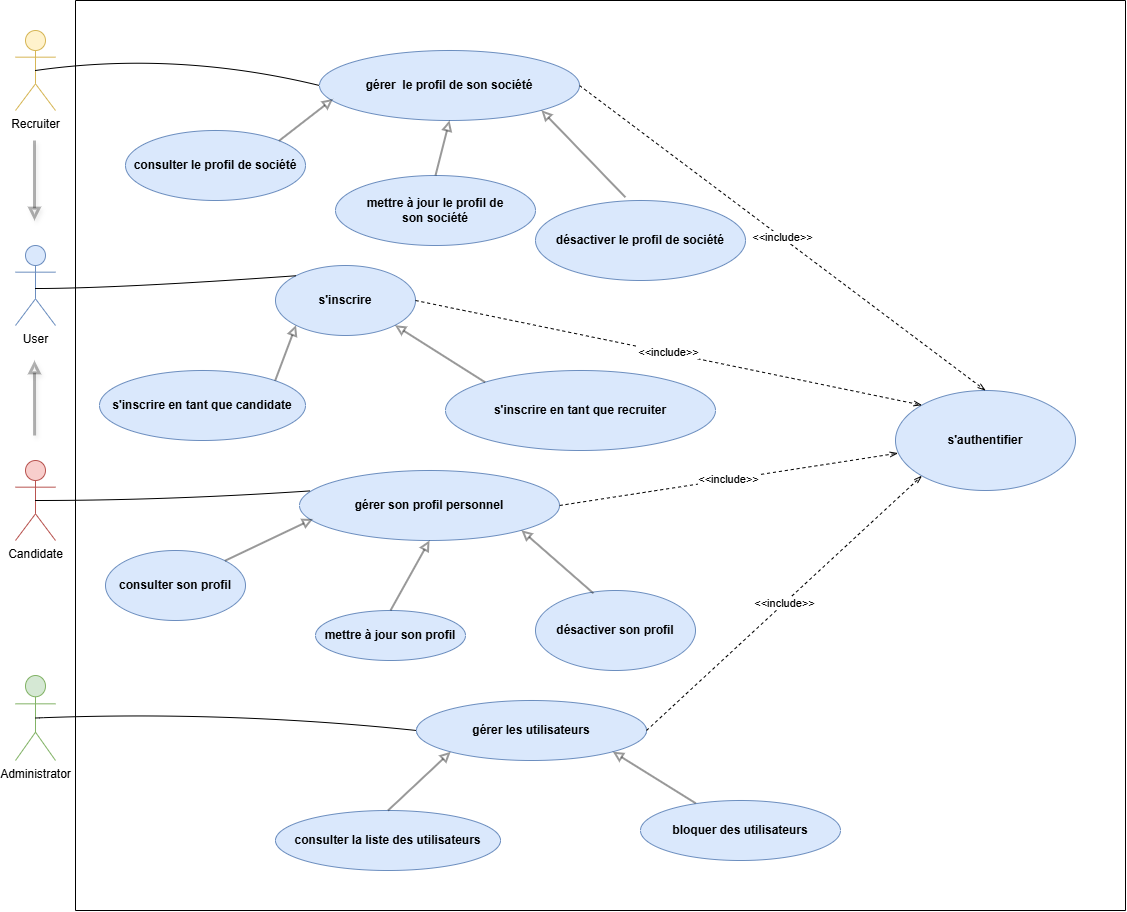 Recruiter
gérer  le profil de son société
consulter le profil de société
mettre à jour le profil de
son société
désactiver le profil de société
<<include>>
User
s'inscrire
<<include>>
s'inscrire en tant que candidate
s'inscrire en tant que recruiter
s'authentifier
Candidate
gérer son profil personnel
<<include>>
consulter son profil
mettre à jour son profil
désactiver son profil
<<include>>
Administrator
gérer les utilisateurs
consulter la liste des utilisateurs
bloquer des utilisateurs